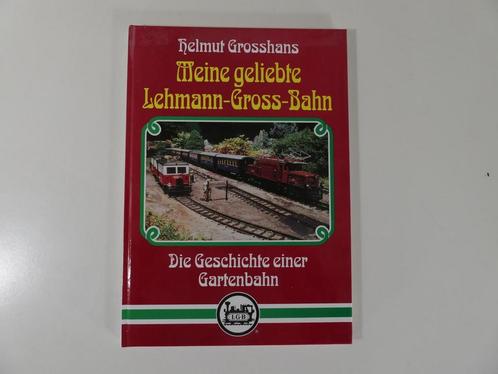 Helmut Grosshans
Meine geliebte
Lehmann-Gross-Bahn
Die Geschichte einer
Gartenbahn
LGB
®